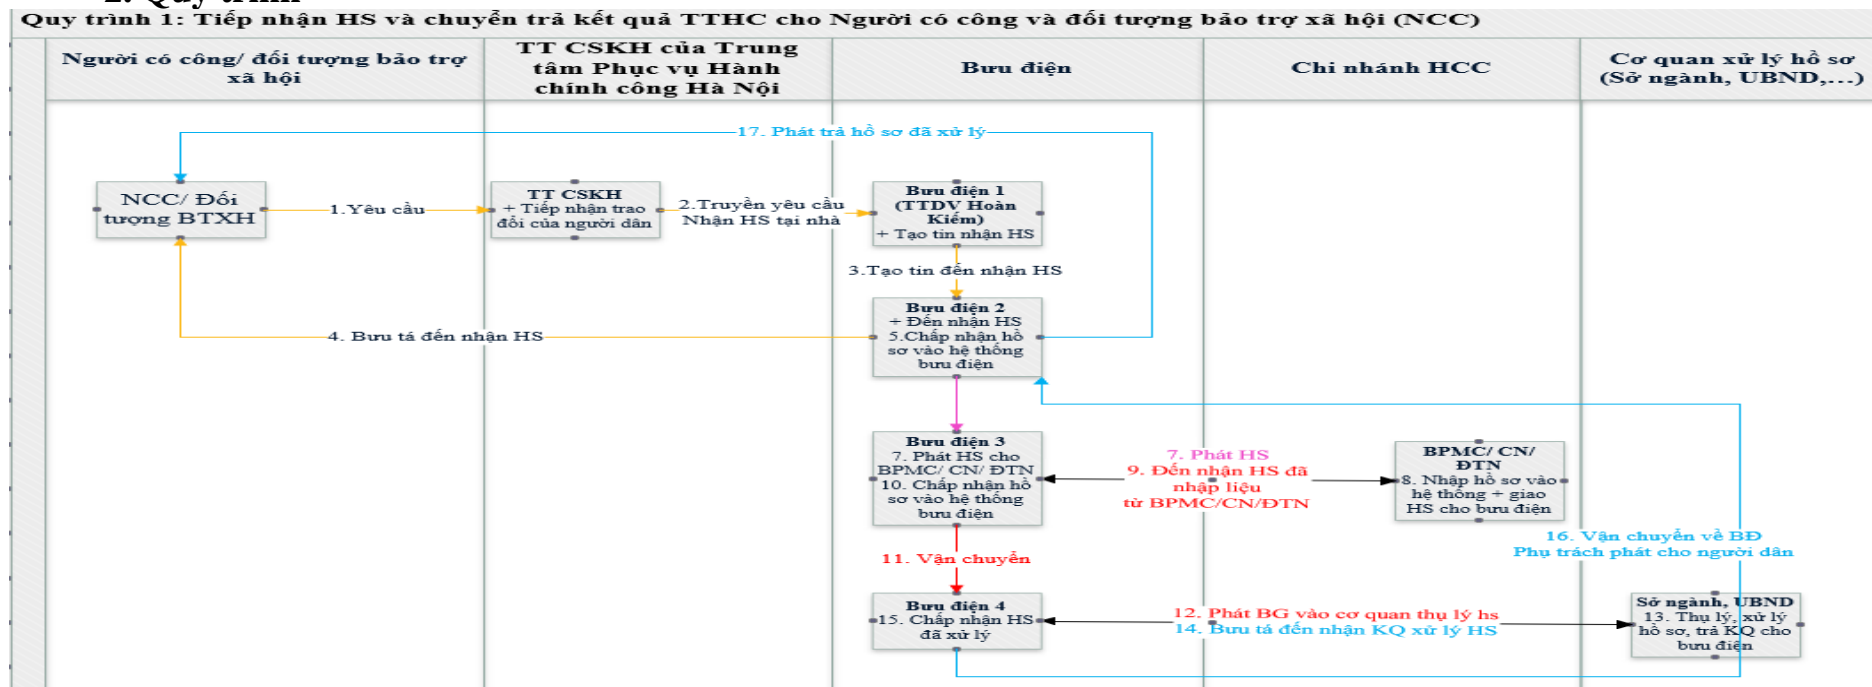 2. Quy trình
Quy trình 1: Tiếp nhận HS và chuyển trả kết quả TTHC cho Người có công và đối tượng bảo trợ xã hội (NCC)
Người có công/ đối tượng bảo trợ
xã hội
TT CSKH của Trung
tâm Phục vụ Hành
chính công Hà Nội
Bưu điện
Chi nhánh HCC
Cơ quan xử lý hồ sơ
(Sở ngành, UBND,...)
17. Phát trả hồ sơ đã xử lý
NCC/ Đối
tượng BTXH
1.Yêu cầu
TT CSKH
+ Tiếp nhận trao
đổi của người dân
2.Truyền yêu cầu
Nhận HS tại nhà
Bưu điện 1
(TTDV Hoàn
Kiếm)
+ Tạo tin nhận HS
3.Tạo tin đến nhận HS
Bưu điện 2
+ Đến nhận HS
5.Chấp nhận hồ
sơ vào hệ thống
bưu điện
4. Bưu tá đến nhận HS
Bưu điện 3
7. Phát HS cho
BPMC/ CN/ ĐTN
10. Chấp nhận hồ
sơ vào hệ thống
bưu điện
7. Phát HS
9. Đến nhận HS đã
nhập liệu
từ BPMC/CN/ĐTN
BPMC/ CN/
ĐTN
8. Nhập hồ sơ vào
hệ thống + giao
HS cho bưu điện
11. Vận chuyển
16. Vận chuyển về BĐ
Phụ trách phát cho người dân
Bưu điện 4
15. Chấp nhận HS
đã xử lý
12. Phát BG vào cơ quan thụ lý hs
14. Bưu tá đến nhận KQ xử lý HS
Sở ngành, UBND
13. Thụ lý, xử lý
hồ sơ, trả KQ cho
bưu điện